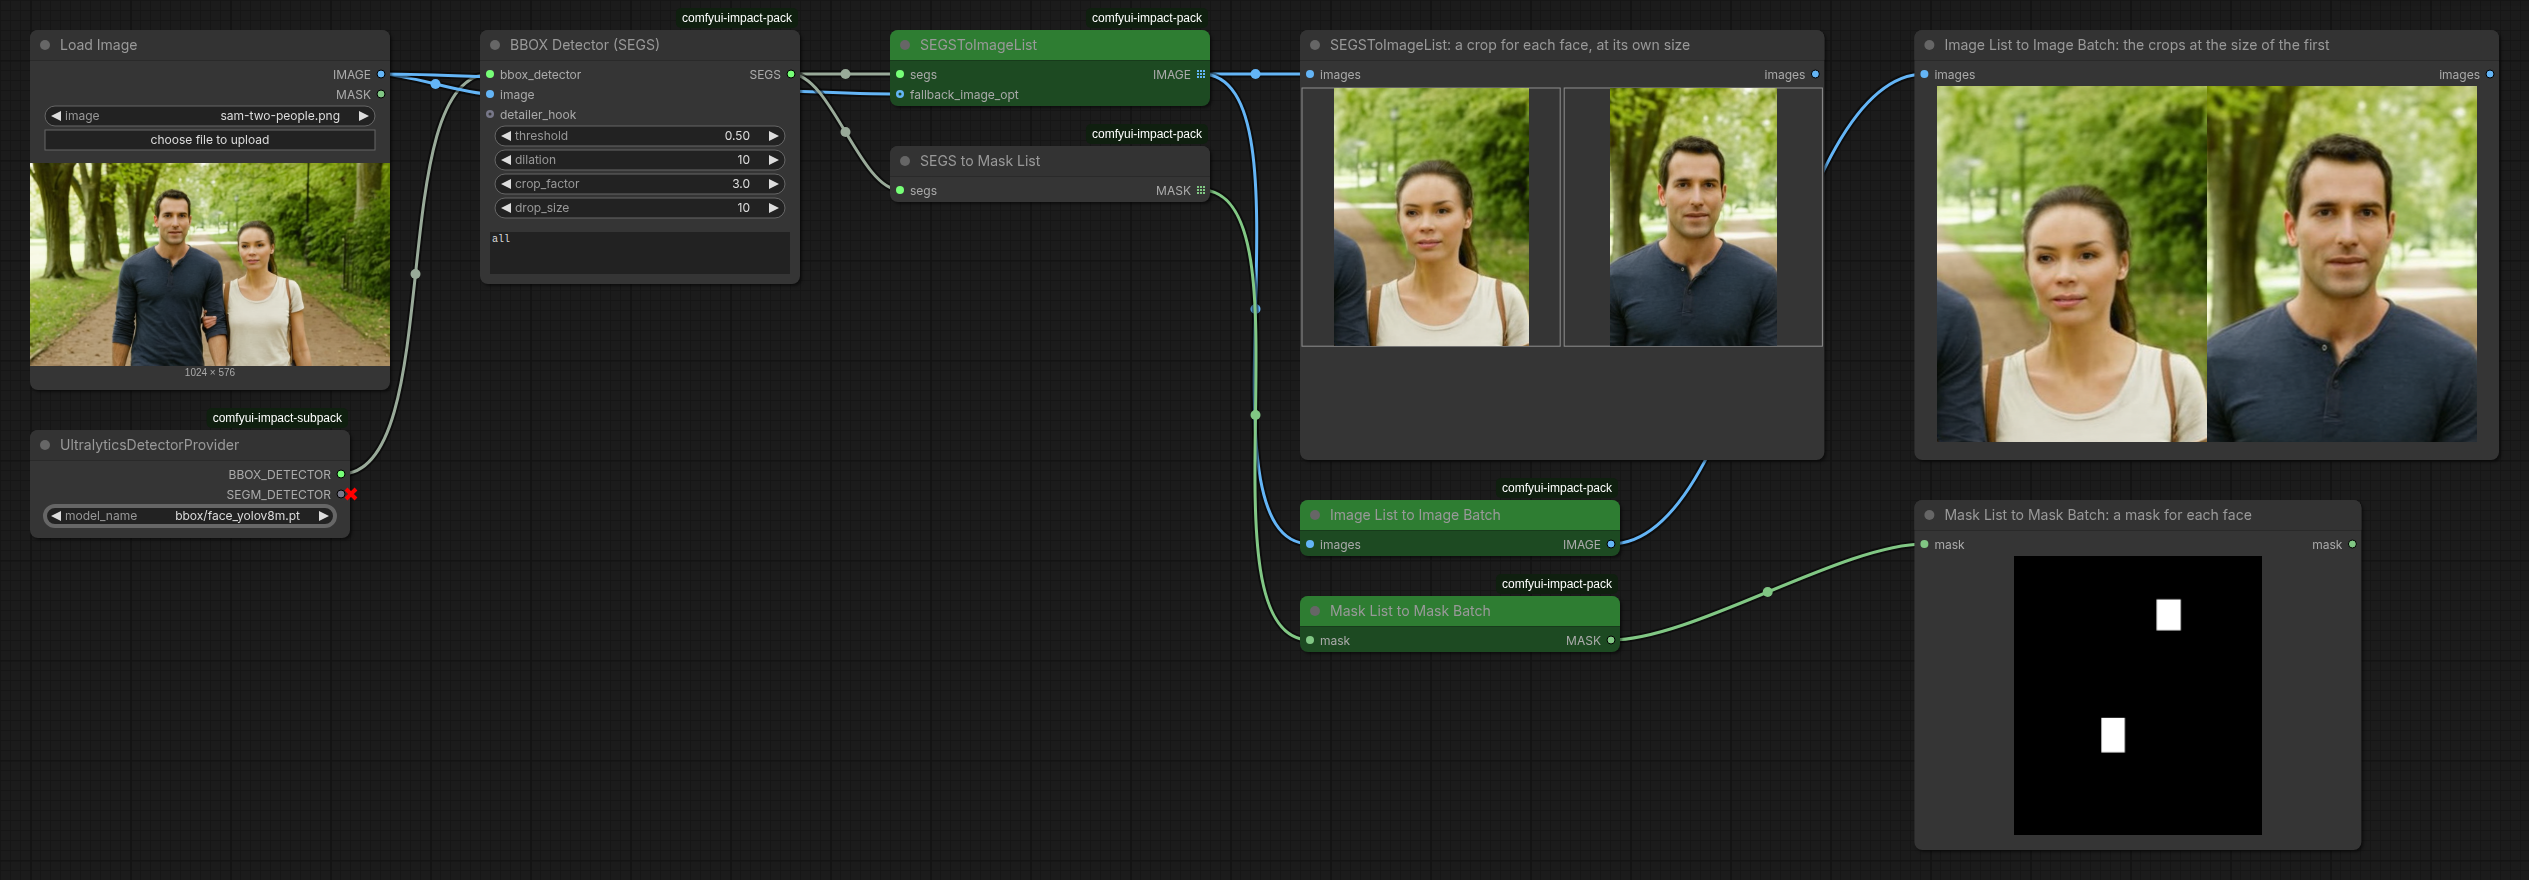 comfyui-impact-pack
comfyui-impact-pack
Load Image
IMAGE
MASK
image
sam-two-people.png
choose file to upload
1024 × 576
BBOX Detector (SEGS)
bbox_detector
SEGS
image
detailer_hook
threshold
0.50
dilation
10
crop_factor
3.0
drop_size
10
all
SEGSToImageList
segs
IMAGE
fallback_image_opt
comfyui-impact-pack
SEGS to Mask List
segs
MASK
SEGSToImageList: a crop for each face, at its own size
images
images
Image List to Image Batch: the crops at the size of the first
images
images
comfyui-impact-subpack
UltralyticsDetectorProvider
BBOX_DETECTOR
SEGM_DETECTOR
model_name
bbox/face_yolov8m.pt
comfyui-impact-pack
Image List to Image Batch
images
IMAGE
comfyui-impact-pack
Mask List to Mask Batch
mask
MASK
Mask List to Mask Batch: a mask for each face
mask
mask